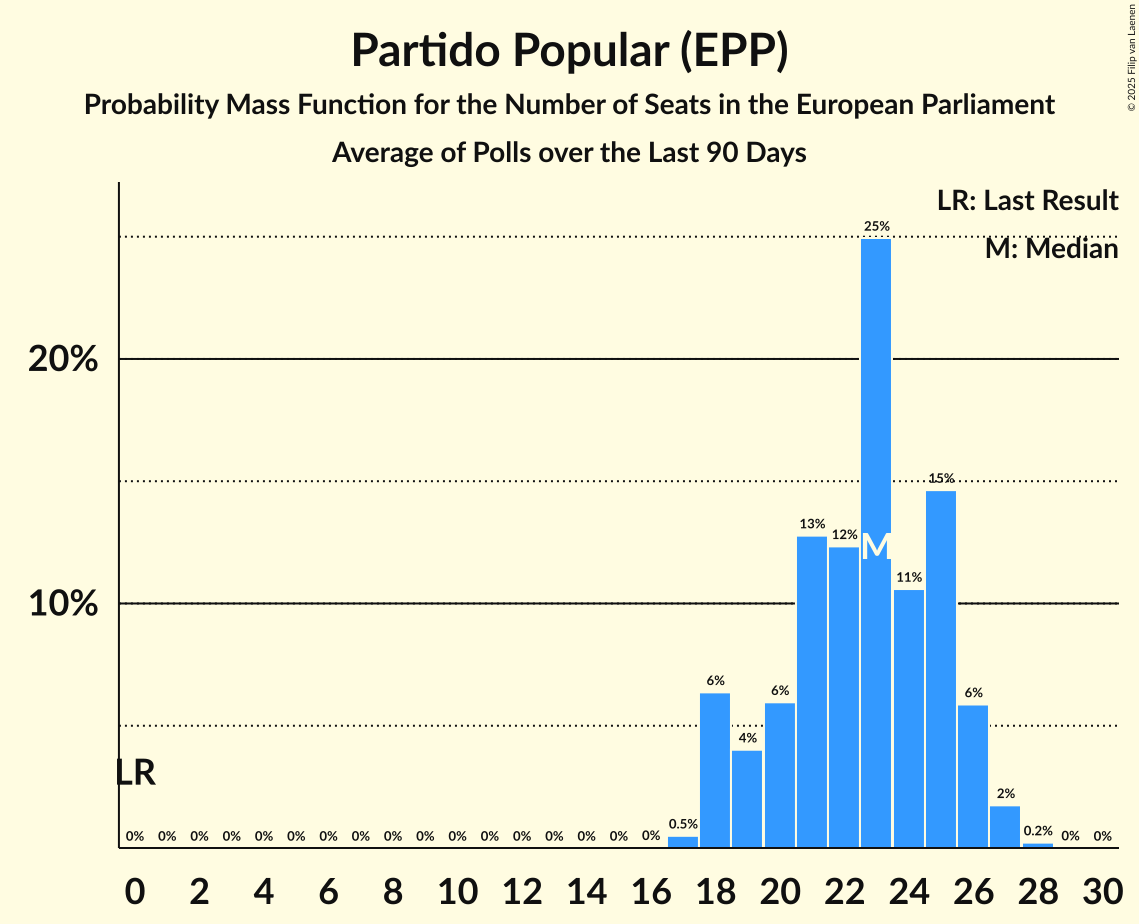 Partido Popular (EPP)
Probability Mass Function for the Number of Seats in the European Parliament
Average of Polls over the Last 90 Days
© 2025 Filip van Laenen
LR: Last Result
M: Median
25%
20%
15%
13%
12%
M
11%
10%
6%
6%
6%
4%
LR
2%
0% 0% 0% 0% 0% 0% 0% 0% 0% 0% 0% 0% 0% 0% 0% 0% 0% 0.5% 0.2% 0% 0%
0 2 4 6 8 10 12 14 16 18 20 22 24 26 28 30